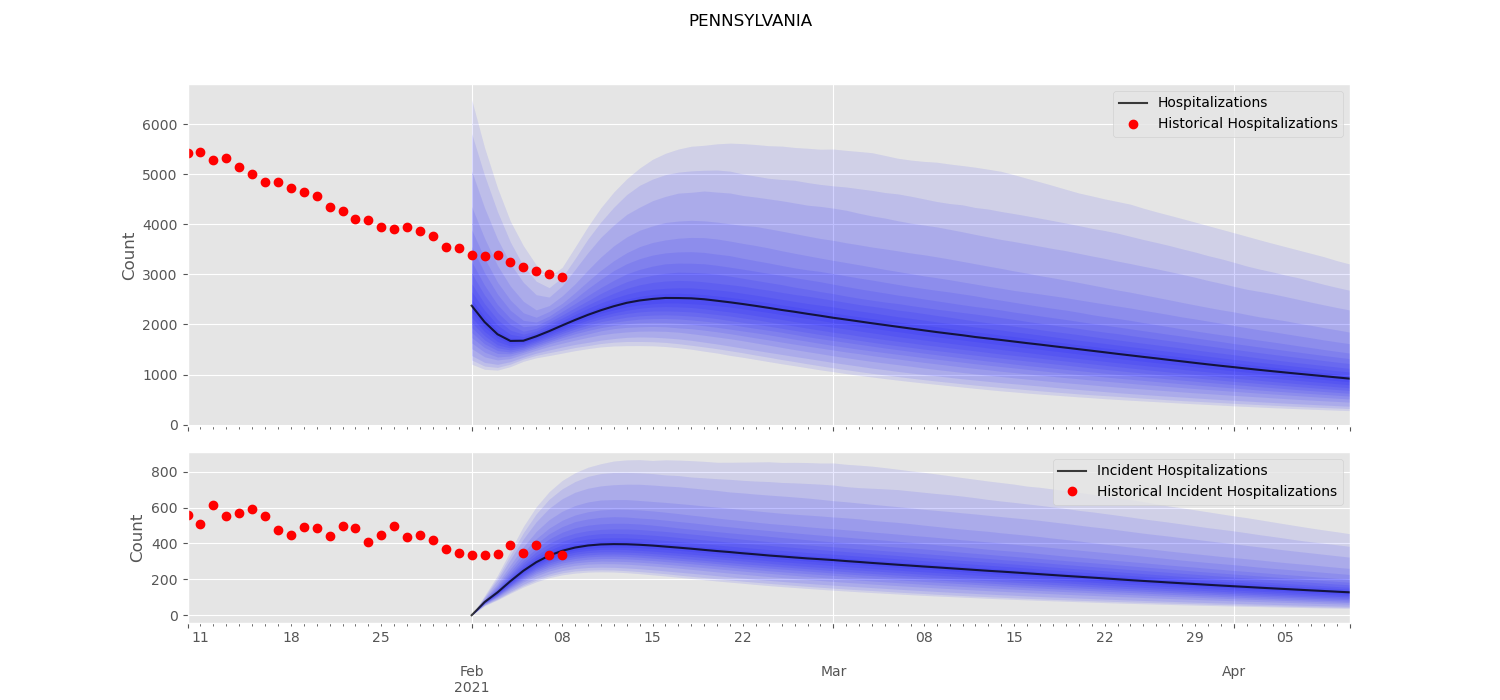 PENNSYLVANIA
Hospitalizations
Historical Hospitalizations
Count
6000
5000
4000
3000
2000
1000
0
Incident Hospitalizations
Historical Incident Hospitalizations
Count
800
600
400
200
0
11 18 25 08 15 22 08 15 22 29 05
Feb Mar Apr
2021